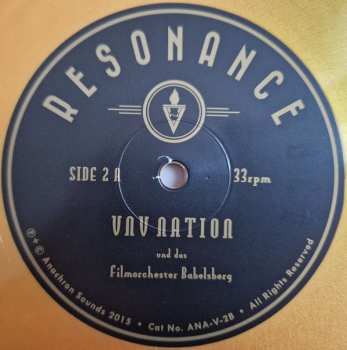 RESONANCE
SIDE 2 A
33rpm
VNV NATION
und das
Filmorchester Babelsberg
℗ + © Anachron Sounds 2015 • Cat No. ANA-V-2B • All Rights Reserved